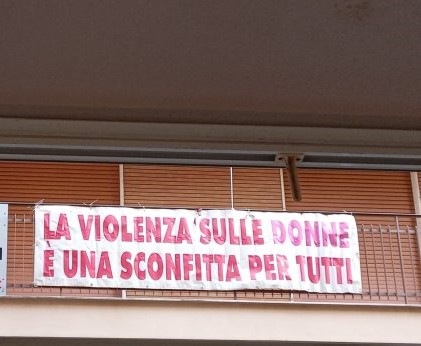 LA VIOLENZA SULLE DONNE
È UNA SCONFITTA PER TUTTI